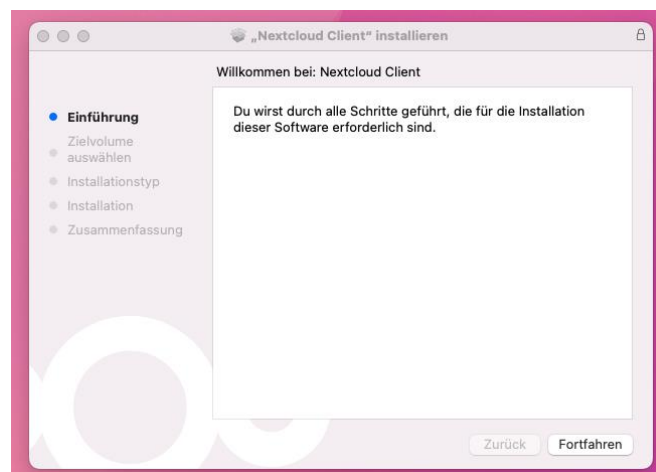 „Nextcloud Client“ installieren
Willkommen bei: Nextcloud Client
Einführung
Zielvolume
auswählen
Installationstyp
Installation
Zusammenfassung
Du wirst durch alle Schritte geführt, die für die Installation
dieser Software erforderlich sind.
Zurück
Fortfahren